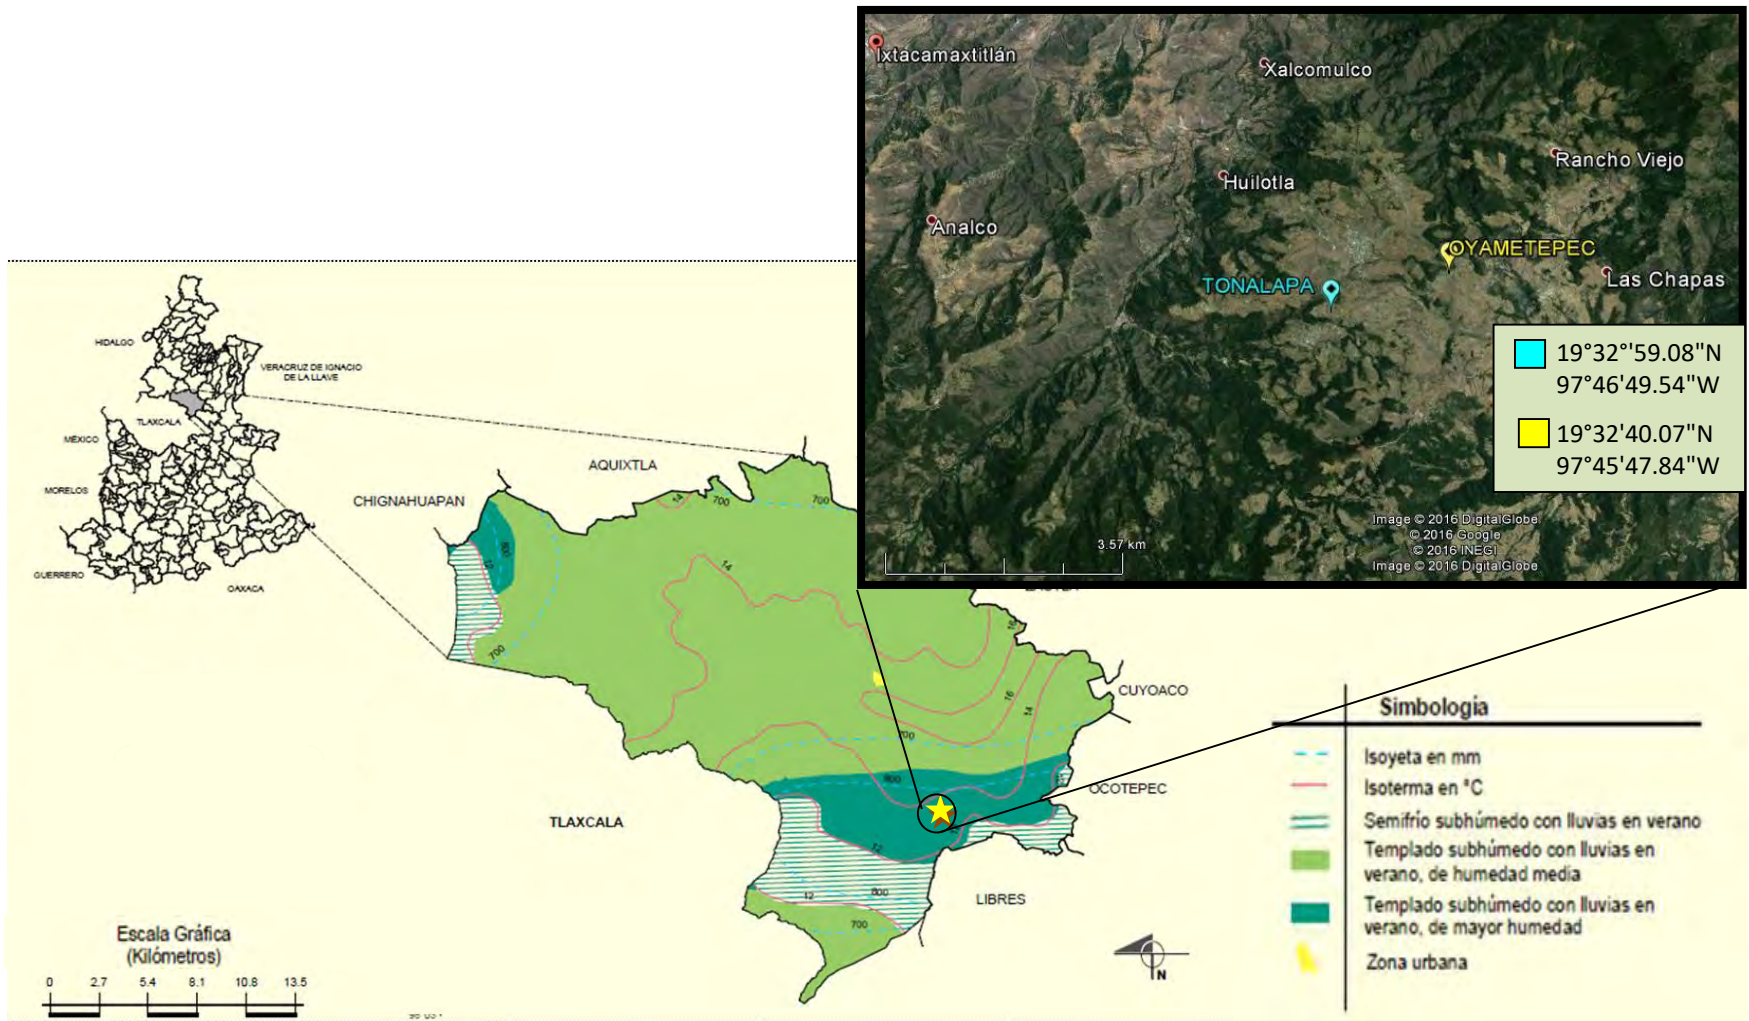 Ixtacamaxtitlán
Xalcomulco
Rancho Viejo
Huilotla
Analco
OYAMETEPEC
TONALAPA
Las Chapas
19°32°'59.08"N
97°46'49.54"W
19°32'40.07"N
97°45'47.84"W
Image © 2016 DigitalGlobe
© 2016 Google
© 2016 INEGI
Image © 2016 DigitalGlobe
3.57 km
HIDALGO
VERACRUZ DE IGNACIO
DE LA LLAVE
TLAXCALA
MÉXICO
MORELOS
GUERRERO
OAXACA
AQUIXTLA
CHIGNAHUAPAN
CUYOACO
OCOTEPEC
LIBRES
TLAXCALA
14
700
700
800
12
700
14
16
16
14
700
800
12
12
800
700
Simbologia
Isoyeta en mm
Isoterma en °C
Semifrío subhúmedo con lluvias en verano
Templado subhúmedo con lluvias en
verano, de humedad media
Templado subhúmedo con lluvias en
verano, de mayor humedad
Zona urbana
N
Escala Gráfica
(Kilómetros)
0 2.7 5.4 8.1 10.8 13.5